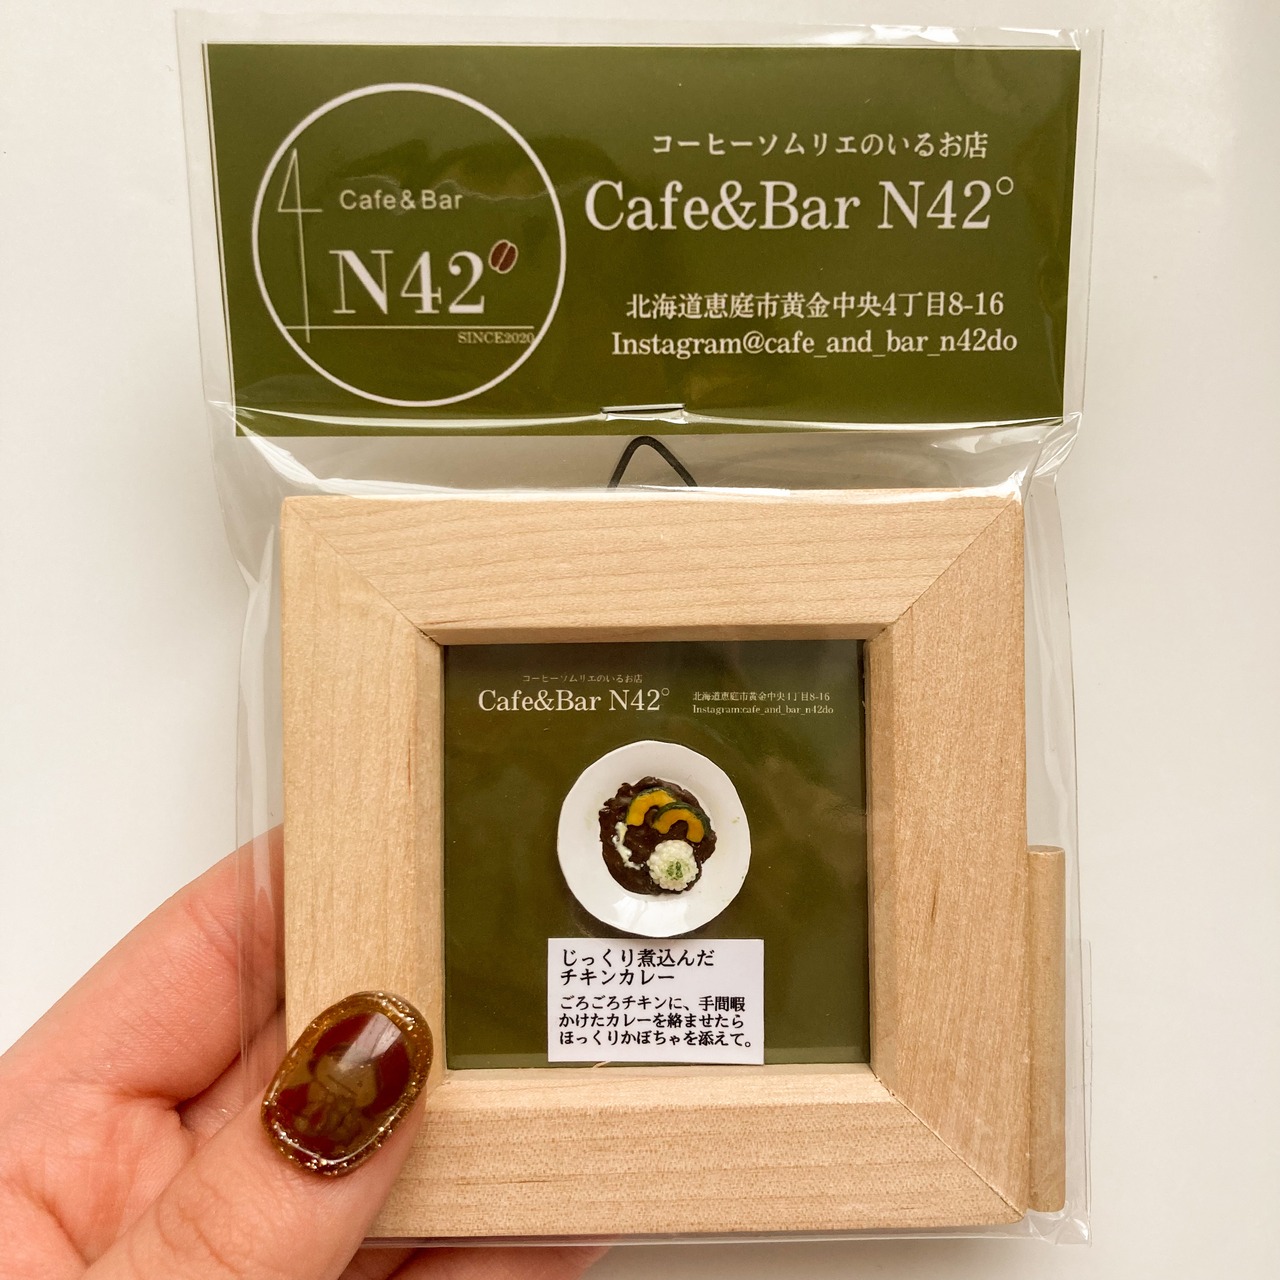 Cafe&Bar
N42°
SINCE2020
コーヒーソムリエのいるお店
Cafe&Bar N42°
北海道恵庭市黄金中央4丁目8-16
Instagram@cafe_and_bar_n42do
コーヒーソムリエのいるお店
Cafe&Bar N42°
北海道恵庭市黄金中央4丁目8-16
Instagram:cafe_and_bar_n42do
じっくり煮込んだ
チキンカレー
ごろごろチキンに、手間暇
かけたカレーを絡ませたら
ほっくりかぼちゃを添えて。